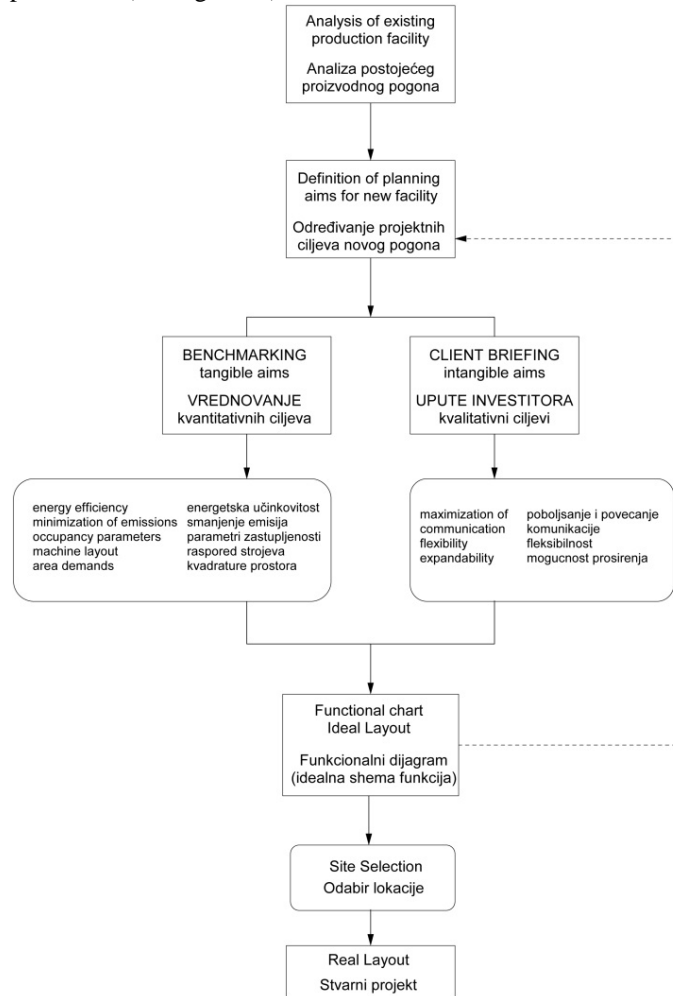 Analysis of existing
production facility
Analiza postojećeg
proizvodnog pogona
Definition of planning
aims for new facility
Određivanje projektnih
ciljeva novog pogona
BENCHMARKING
tangible aims
VREDNOVANJE
kvantitativnih ciljeva
CLIENT BRIEFING
intangible aims
UPUTE INVESTITORA
kvalitativni ciljevi
energy efficiency
minimization of emissions
occupancy parameters
machine layout
area demands
energetska učinkovitost
smanjenje emisija
parametri zastupljenosti
raspored strojeva
kvadrature prostora
maximization of
communication
flexibility
expandability
poboljsanje i povecanje
komunikacije
fleksibilnost
mogucnost prosirenja
Functional chart
Ideal Layout
Funkcionalni dijagram
(idealna shema funkcija)
Site Selection
Odabir lokacije
Real Layout
Stvarni projekt